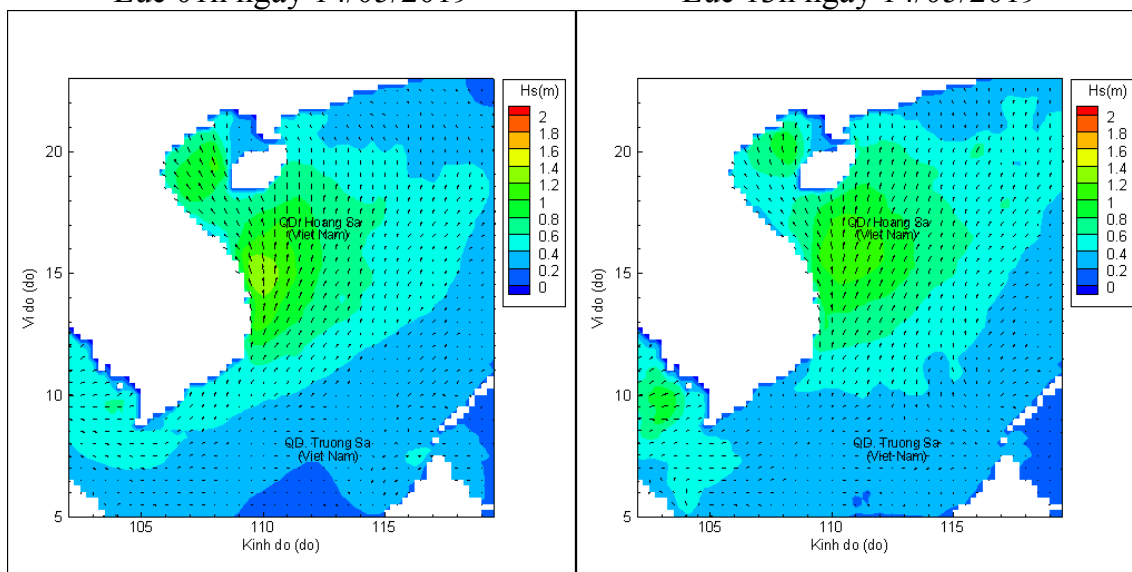 Lúc 01h ngày
Lúc 13h ngày
Hs(m)
2
1.8
1.6
1.4
1.2
1
0.8
0.6
0.4
0.2
0
20
15
10
5
Vi do (do)
QD. Hoang Sa
(Viet Nam)
QD. Truong Sa
(Viet Nam)
105
110
115
Kinh do (do)
Hs(m)
2
1.8
1.6
1.4
1.2
1
0.8
0.6
0.4
0.2
0
20
15
10
5
Vi do (do)
QD. Hoang Sa
(Viet Nam)
QD. Truong Sa
(Viet Nam)
105
110
115
Kinh do (do)